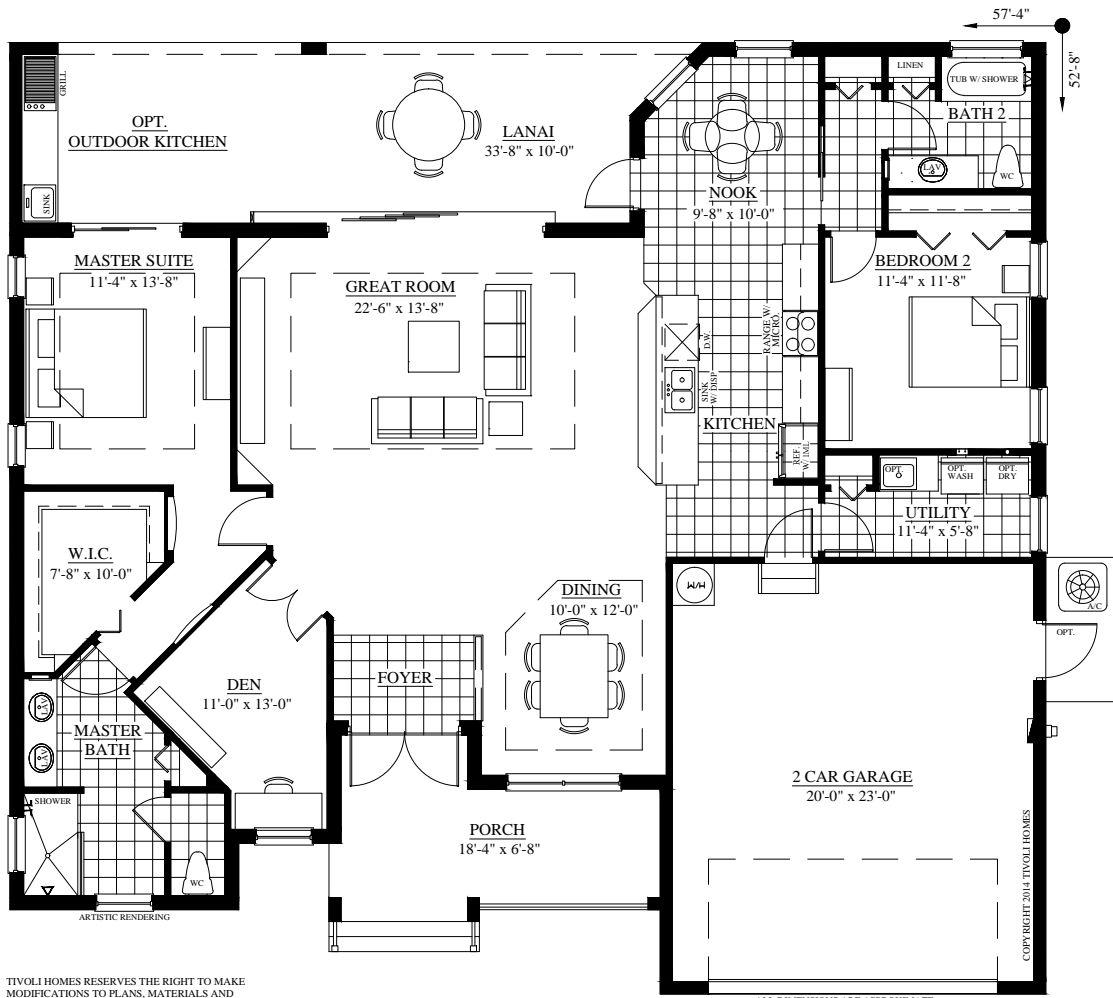 57'-4"
52'-8"
GRILL
OPT.
OUTDOOR KITCHEN
SINK
LANAI
33'-8" x 10'-0"
NOOK
9'-8" x 10'-0"
LINEN
TUB W/ SHOWER
BATH 2
LAV
WC
MASTER SUITE
11'-4" x 13'-8"
GREAT ROOM
22'-6" x 13'-8"
BEDROOM 2
11'-4" x 11'-8"
D.W.
SINK
W/ DISP
RANGE W/
MICRO.
KITCHEN
REF.
W/ IML
OPT.
OPT.
WASH
OPT.
DRY
UTILITY
11'-4" x 5'-8"
W.I.C.
7'-8" x 10'-0"
W/H
A/C
OPT.
DINING
10'-0" x 12'-0"
DEN
11'-0" x 13'-0"
FOYER
LAV
LAV
MASTER
BATH
SHOWER
WC
2 CAR GARAGE
20'-0" x 23'-0"
PORCH
18'-4" x 6'-8"
COPYRIGHT 2014 TIVOLI HOMES
ARTISTIC RENDERING
TIVOLI HOMES RESERVES THE RIGHT TO MAKE
MODIFICATIONS TO PLANS, MATERIALS AND